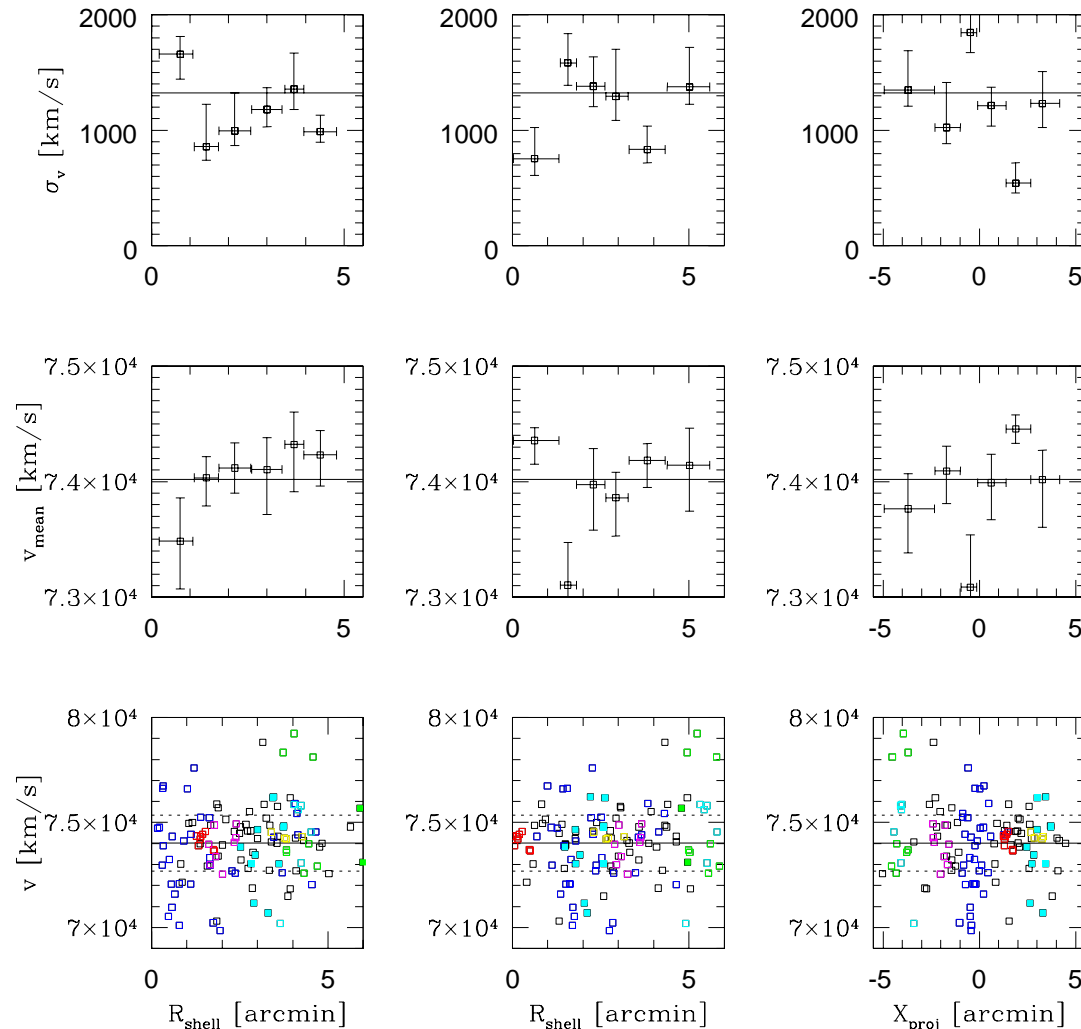 2000 2000 2000
σv [km/s]
1000 1000 1000
0 0 0
0 5 0 5 -5 0 5
7.5×10⁴ 7.5×10⁴ 7.5×10⁴
vmean [km/s]
7.4×10⁴ 7.4×10⁴ 7.4×10⁴
7.3×10⁴ 7.3×10⁴ 7.3×10⁴
0 5 0 5 -5 0 5
8×10⁴ 8×10⁴ 8×10⁴
v [km/s]
7.5×10⁴ 7.5×10⁴ 7.5×10⁴
7×10⁴ 7×10⁴ 7×10⁴
0 5 0 5 -5 0 5
Rshell [arcmin] Rshell [arcmin] Xproj [arcmin]